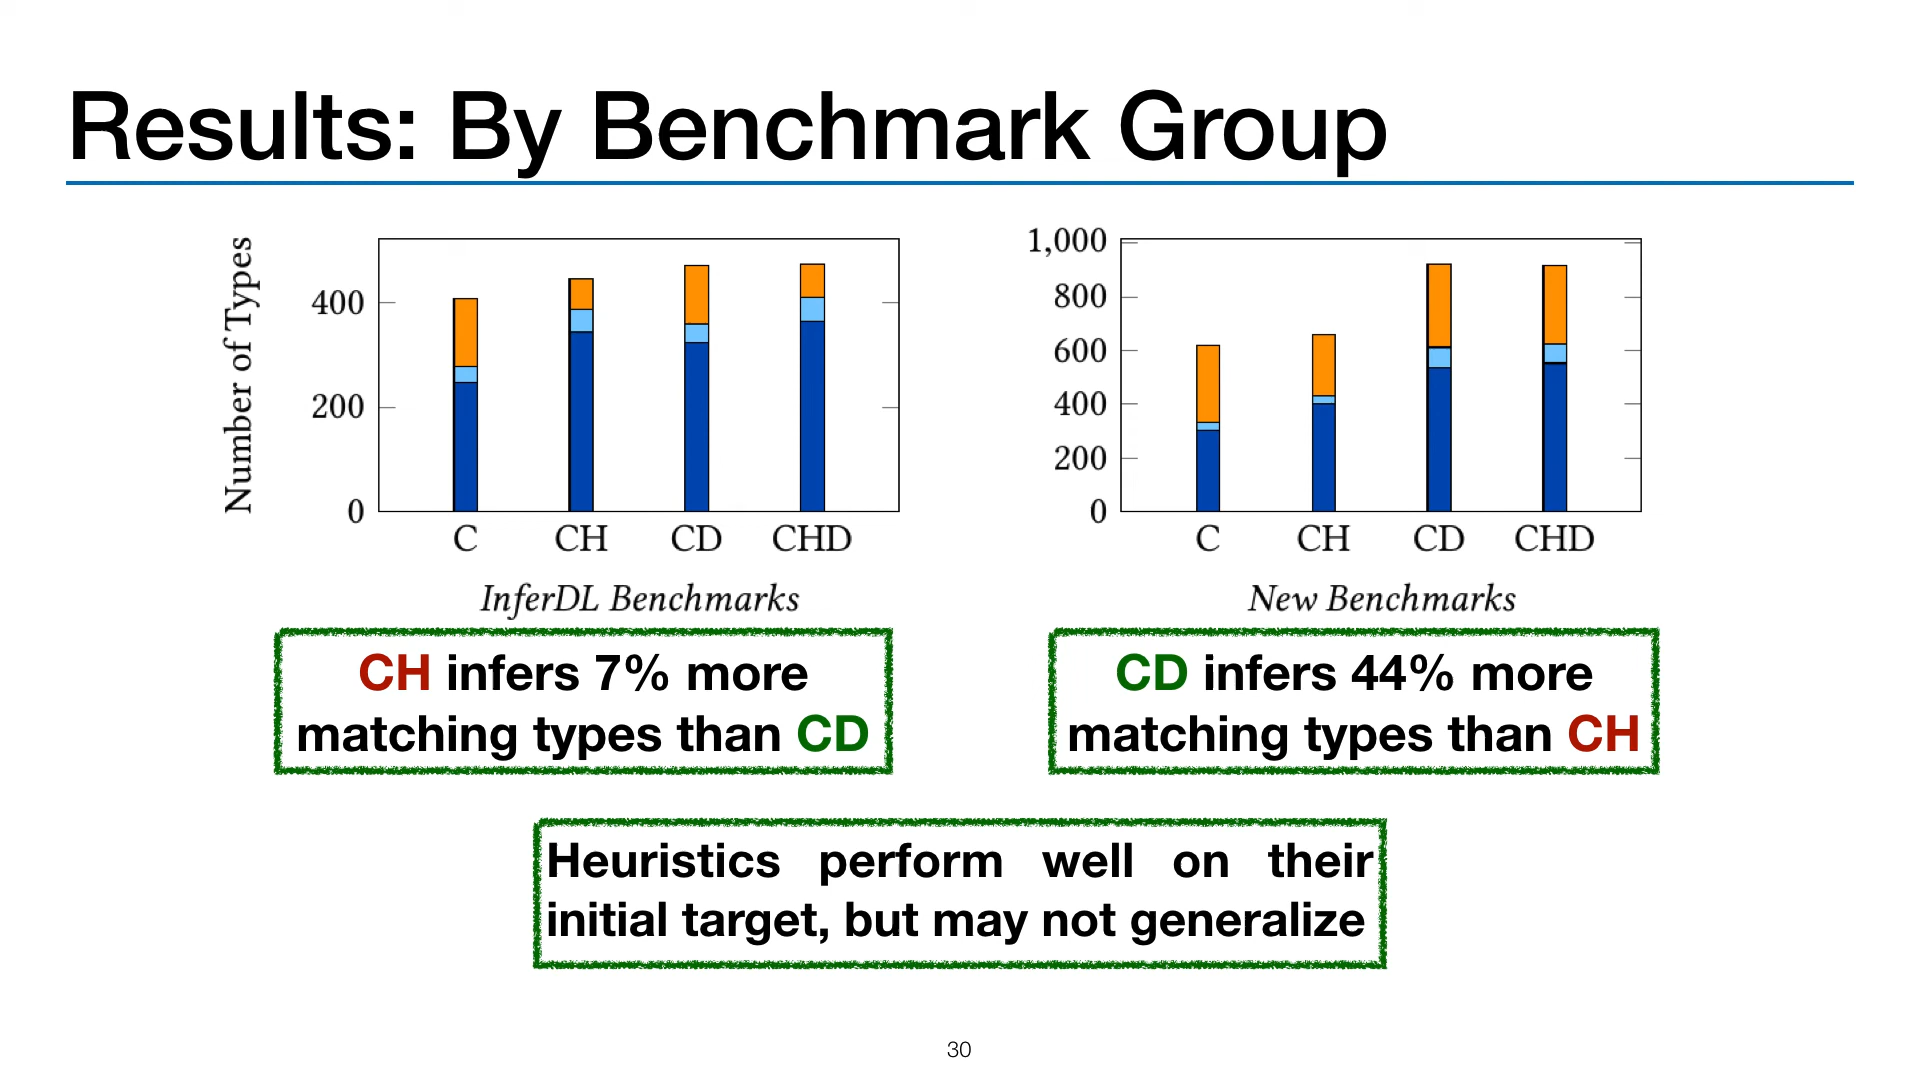 Results: By Benchmark Group
Number of Types
400
200
0
C CH CD CHD
InferDL Benchmarks
1,000
800
600
400
200
0
C CH CD CHD
New Benchmarks
CH infers 7% more
matching types than CD
CD infers 44% more
matching types than CH
Heuristics perform well on their
initial target, but may not generalize
30